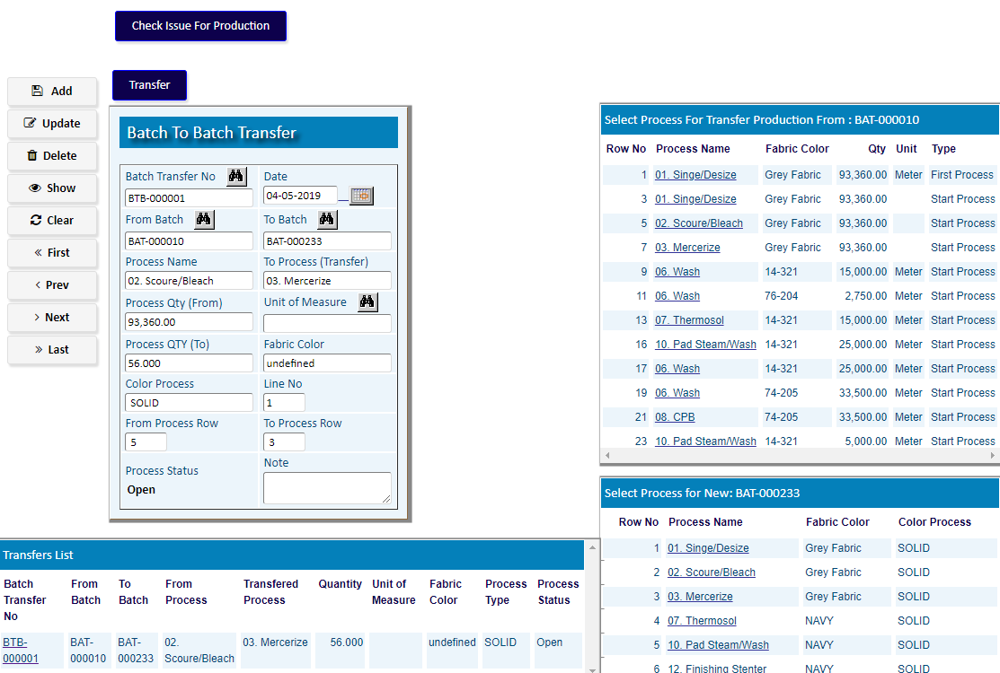 Check Issue For Production
Transfer
Add
Update
Delete
Show
Clear
« First
‹ Prev
› Next
» Last
Batch To Batch Transfer
Batch Transfer No Date
BTB-000001 04-05-2019
From Batch To Batch
BAT-000010 BAT-000233
Process Name To Process (Transfer)
02. Scoure/Bleach 03. Mercerize
Process Qty (From) Unit of Measure
93,360.00
Process QTY (To) Fabric Color
56.000 undefined
Color Process Line No
SOLID 1
From Process Row To Process Row
5 3
Process Status Note
Open
Select Process For Transfer Production From : BAT-000010
Row No Process Name Fabric Color Qty Unit Type
1 01. Singe/Desize Grey Fabric 93,360.00 Meter First Process
3 01. Singe/Desize Grey Fabric 93,360.00 Start Process
5 02. Scoure/Bleach Grey Fabric 93,360.00 Start Process
7 03. Mercerize Grey Fabric 93,360.00 Start Process
9 06. Wash 14-321 15,000.00 Meter Start Process
11 06. Wash 76-204 2,750.00 Meter Start Process
13 07. Thermosol 14-321 15,000.00 Meter Start Process
16 10. Pad Steam/Wash 14-321 25,000.00 Meter Start Process
17 06. Wash 14-321 25,000.00 Meter Start Process
19 06. Wash 74-205 33,500.00 Meter Start Process
21 08. CPB 74-205 33,500.00 Meter Start Process
23 10. Pad Steam/Wash 14-321 5,000.00 Meter Start Process
Select Process for New: BAT-000233
Row No Process Name Fabric Color Color Process
1 01. Singe/Desize Grey Fabric SOLID
2 02. Scoure/Bleach Grey Fabric SOLID
3 03. Mercerize Grey Fabric SOLID
4 07. Thermosol NAVY SOLID
5 10. Pad Steam/Wash NAVY SOLID
6 12. Finishing Stenter NAVY SOLID
Transfers List
Batch From To From Transfered Quantity Unit of Fabric Process Process
Transfer Batch Batch Process Process Measure Color Type Status
No
BTB- BAT- BAT- 02. 03. Mercerize 56.000 undefined SOLID Open
000001 000010 000233 Scoure/Bleach